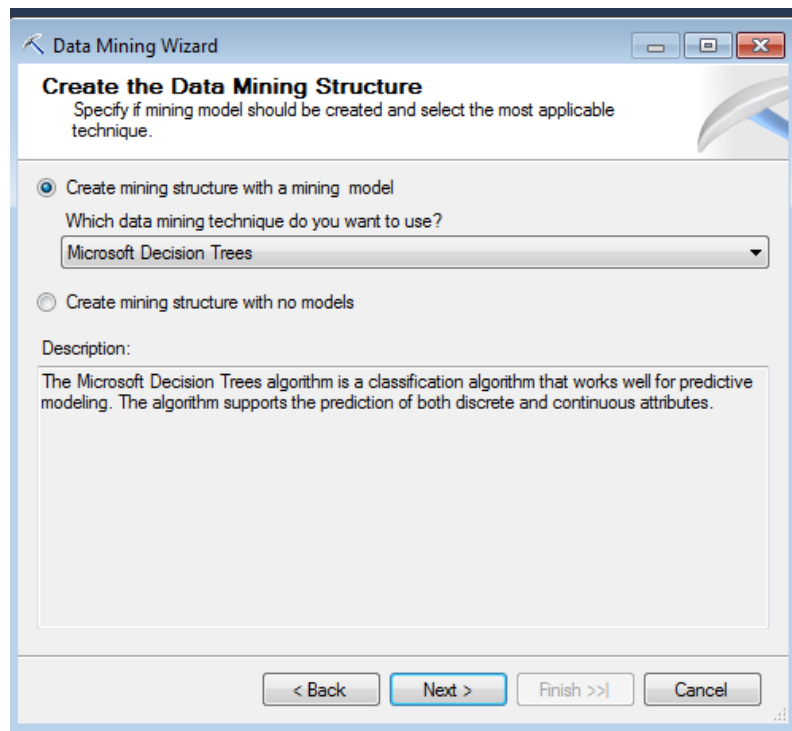 Data Mining Wizard
Create the Data Mining Structure
Specify if mining model should be created and select the most applicable
technique.
Create mining structure with a mining model
Which data mining technique do you want to use?
Microsoft Decision Trees
Create mining structure with no models
Description:
The Microsoft Decision Trees algorithm is a classification algorithm that works well for predictive
modeling. The algorithm supports the prediction of both discrete and continuous attributes.
< Back Next > Finish >>| Cancel